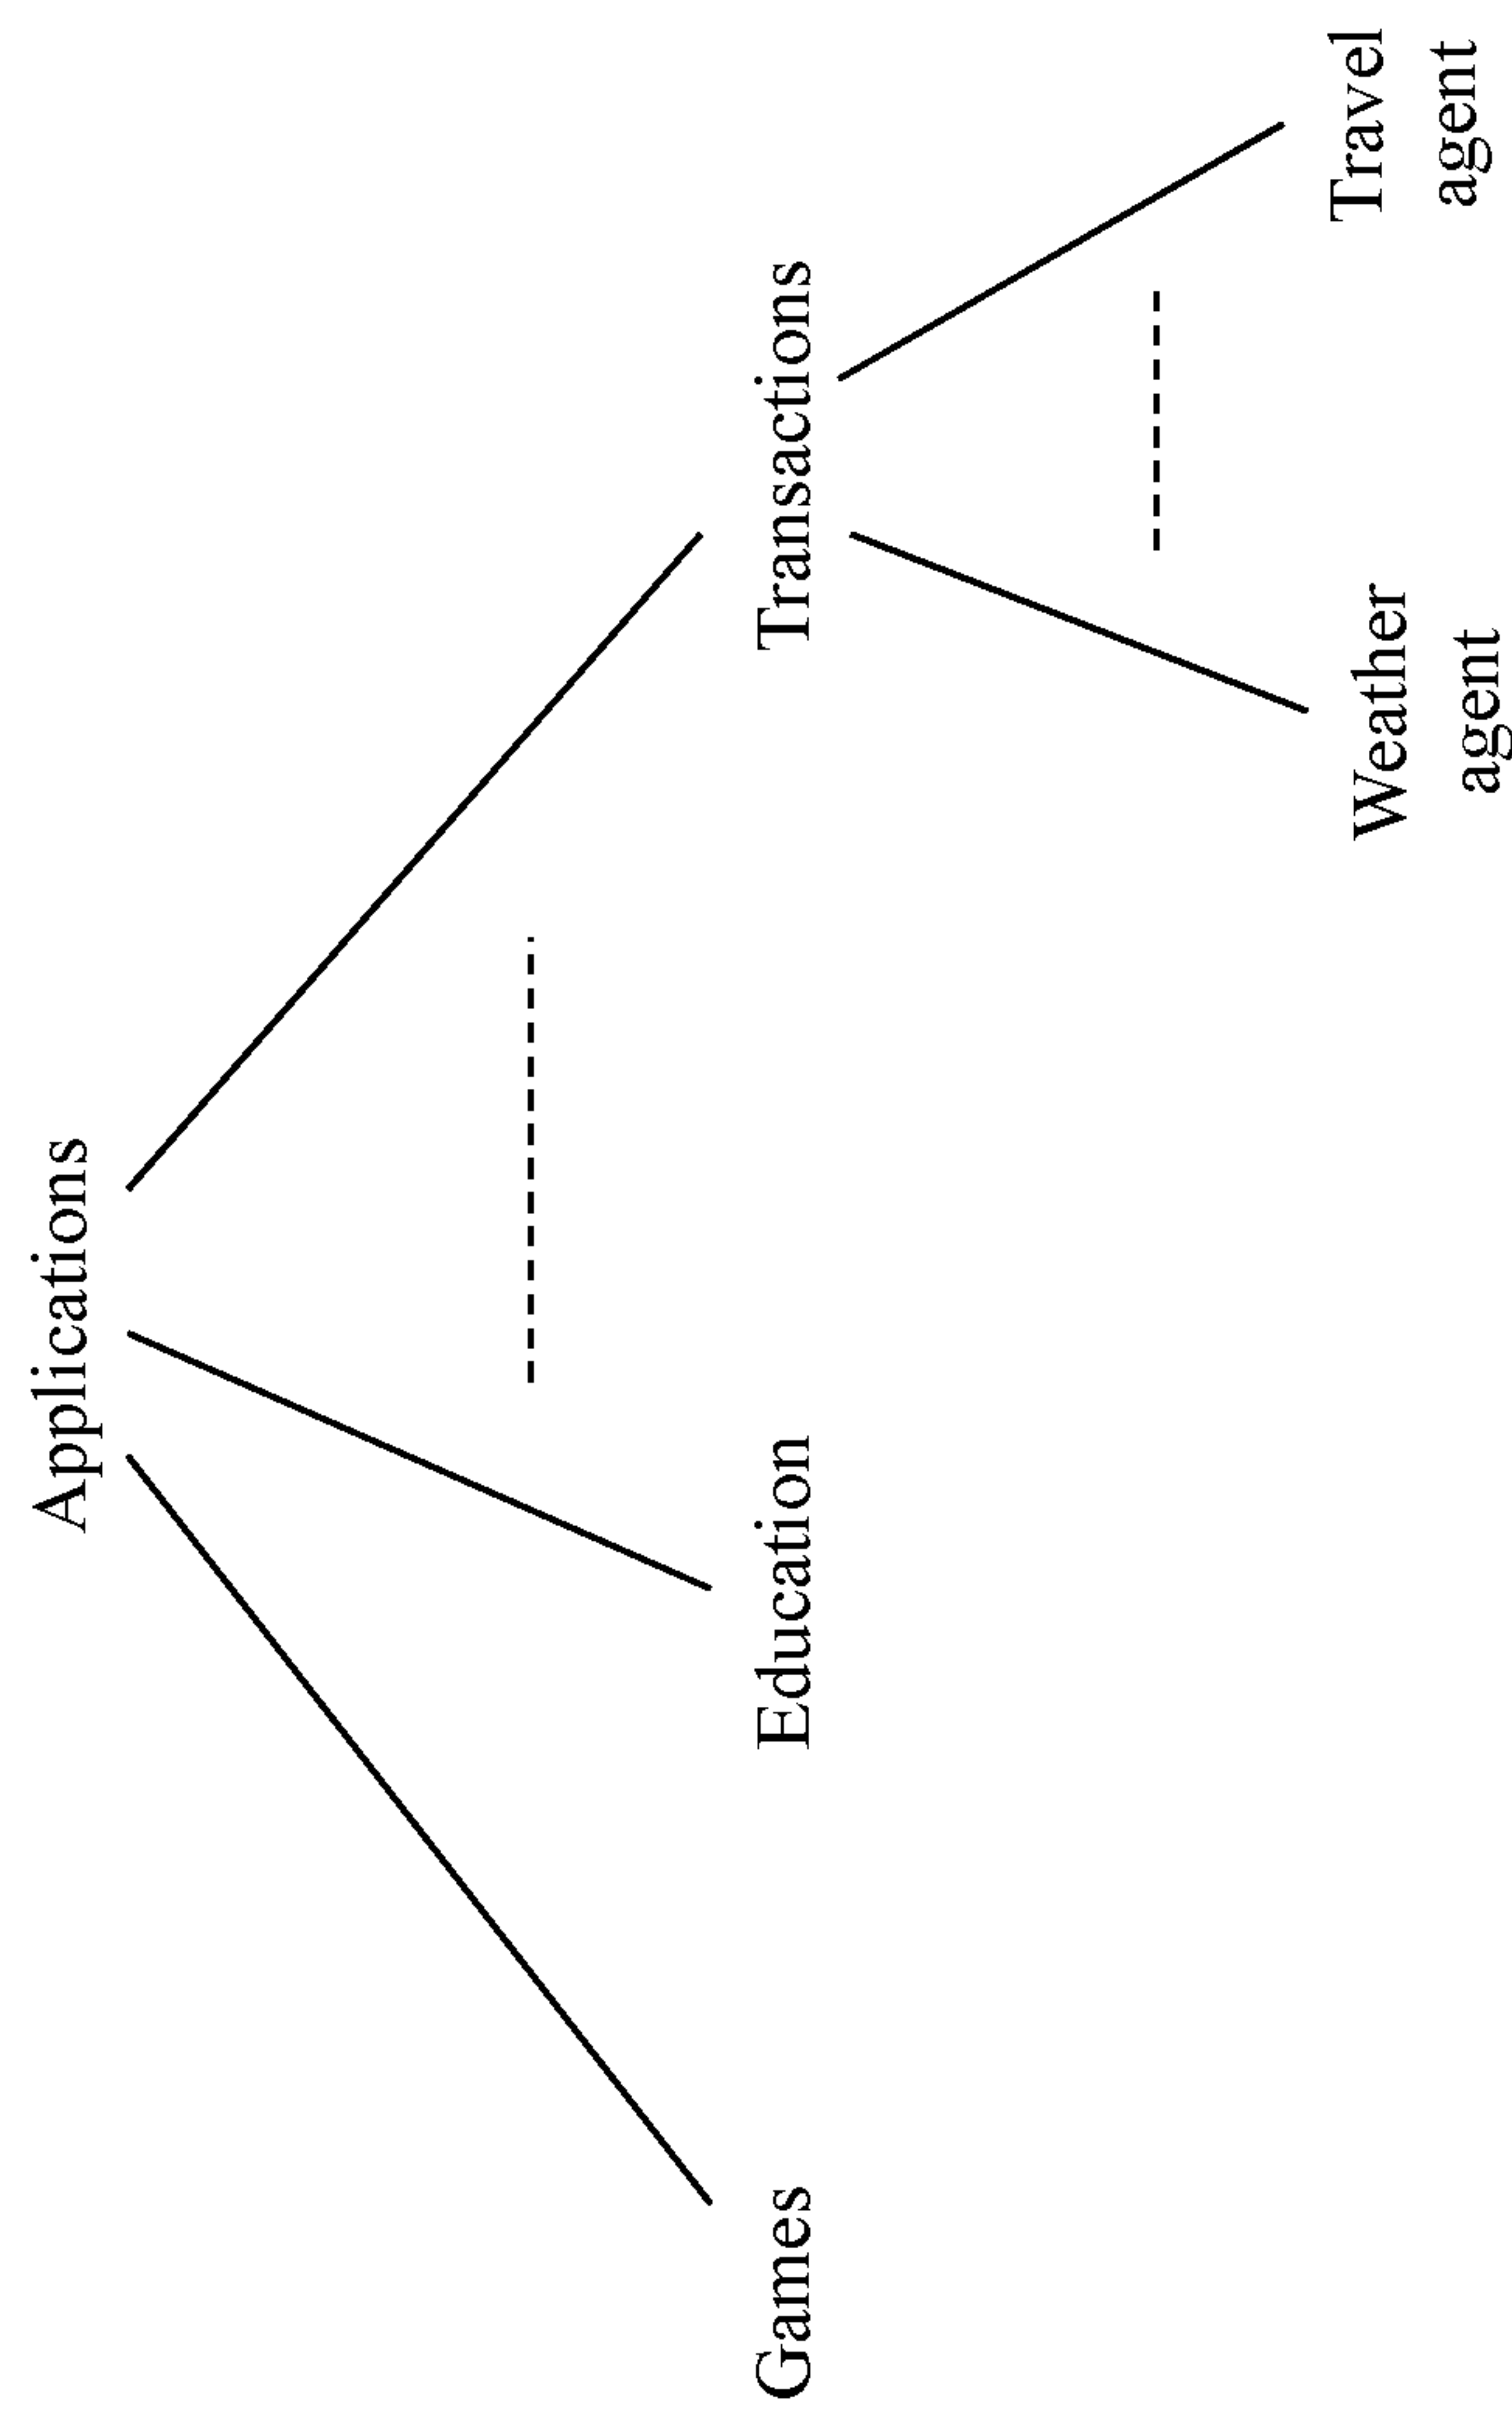 Applications
Games
Education
Transactions
Weather
agent
Travel
agent